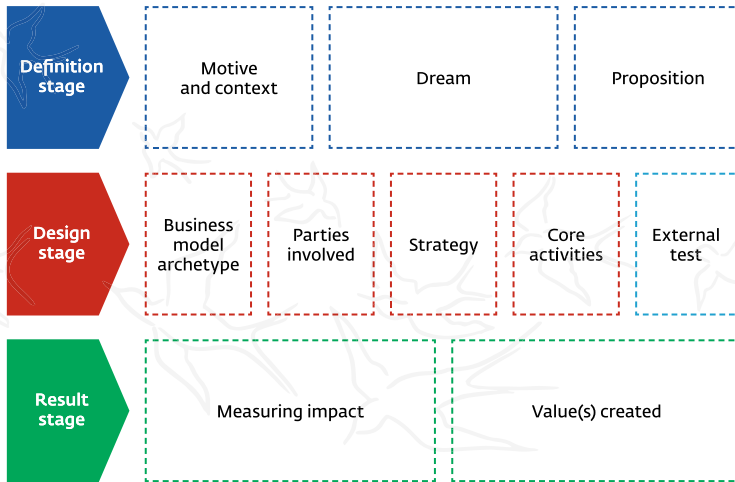 Definition
stage
Motive
and context
Dream
Proposition
Design
stage
Business
model
archetype
Parties
involved
Strategy
Core
activities
External
test
Result
stage
Measuring impact
Value(s) created